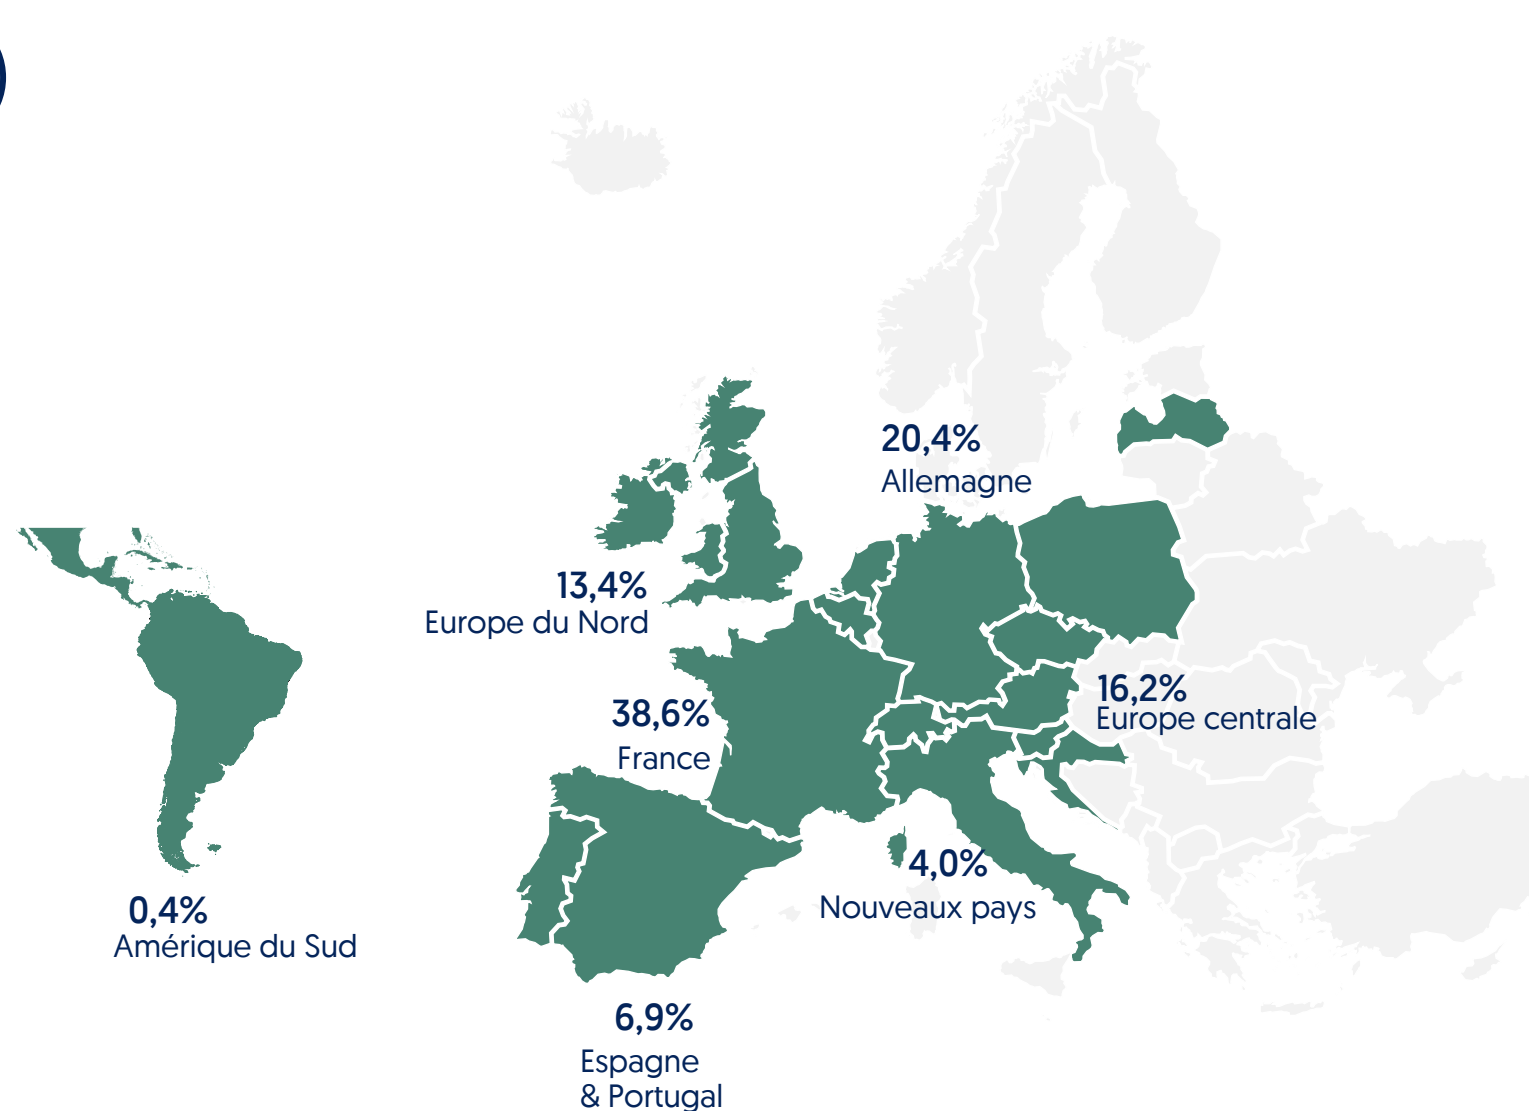 20,4%
Allemagne
13,4%
Europe du Nord
38,6%
France
16,2%
Europe centrale
4,0%
Nouveaux pays
0,4%
Amérique du Sud
6,9%
Espagne
& Portugal